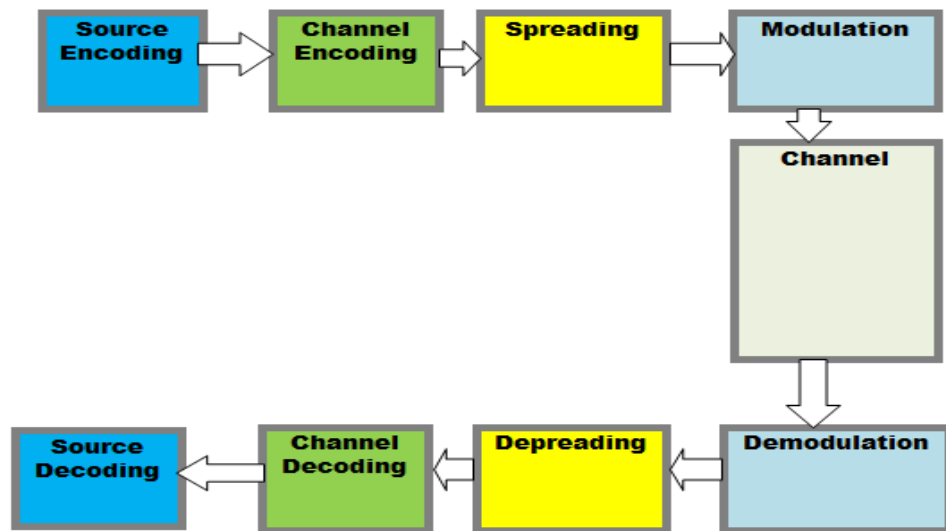 Source
Encoding
Channel
Encoding
Spreading
Modulation
Channel
Demodulation
Depreading
Channel
Decoding
Source
Decoding